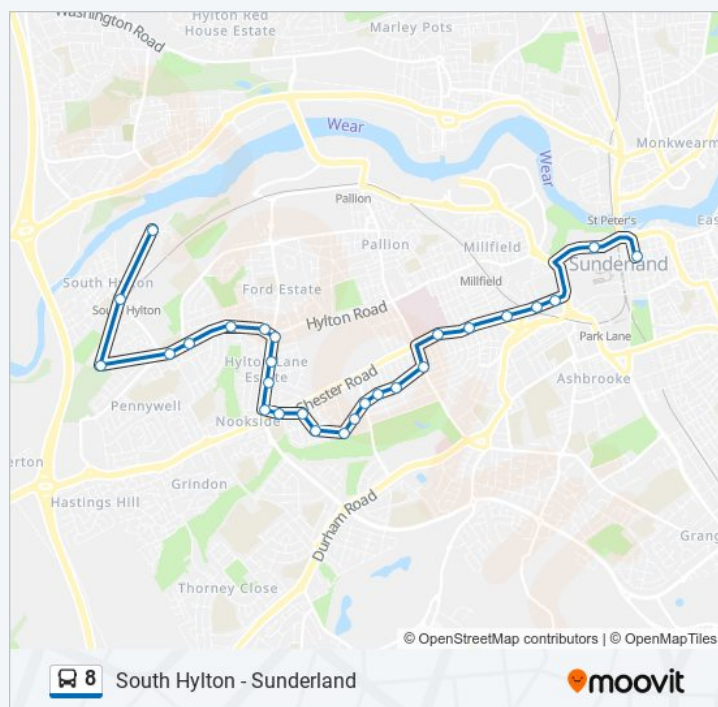 Hylton Red
House Estate
Marley Pots
Washington Road
Wear
Monkwearm
Wear
Pallion
St Peter's
Eas
Pallion
Millfield
Sunderland
South Hylton
Ford Estate
Millfield
South Hylton
Hylton Road
Park Lane
Hylton Lane
Estate
Ashbrooke
Chester Road
Pennywell
Nookside
erton
Grindon
Hastings Hill
Durham Road
Grang
Thorney Close
© OpenStreetMap contributors | © OpenMapTiles
8 South Hylton - Sunderland
moovit